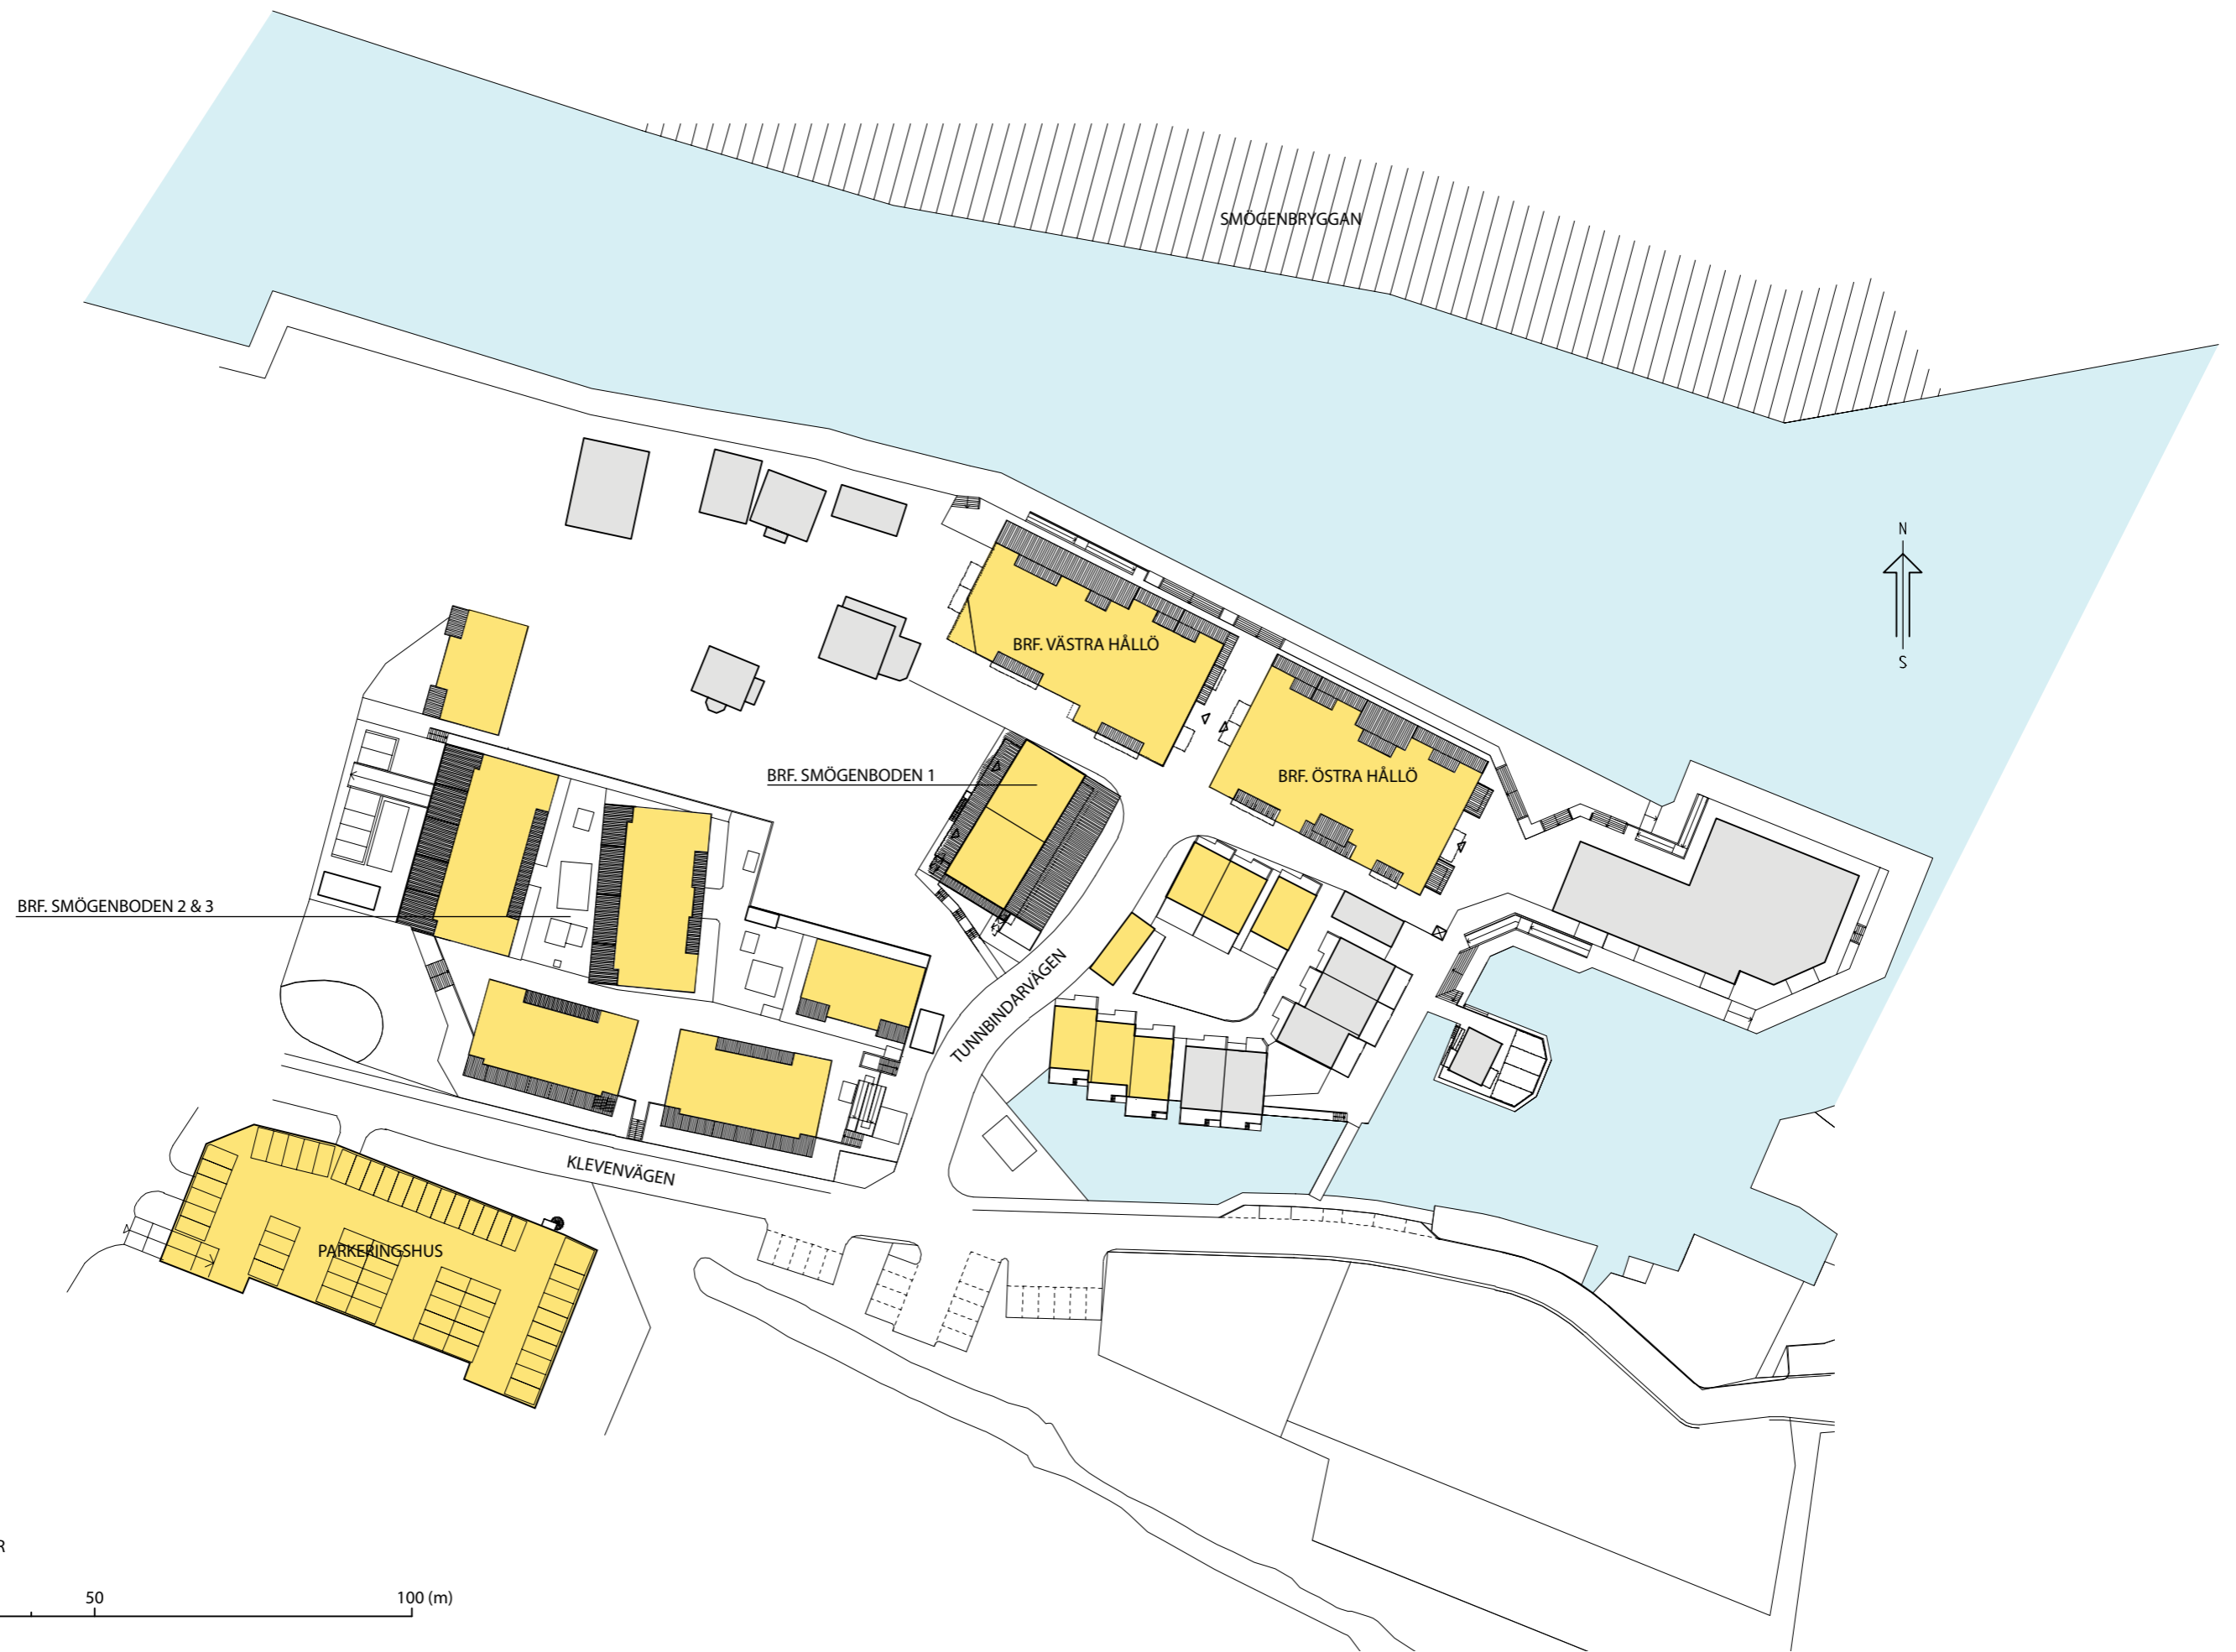 SMÖGENBRYGGAN
N
S
BRF. VÄSTRA HÅLLÖ
BRF. SMÖGENBODEN 1
BRF. ÖSTRA HÅLLÖ
BRF. SMÖGENBODEN 2 & 3
TUNNBINDARVÄGEN
KLEVENVÄGEN
PARKERINGSHUS
R
50 100 (m)